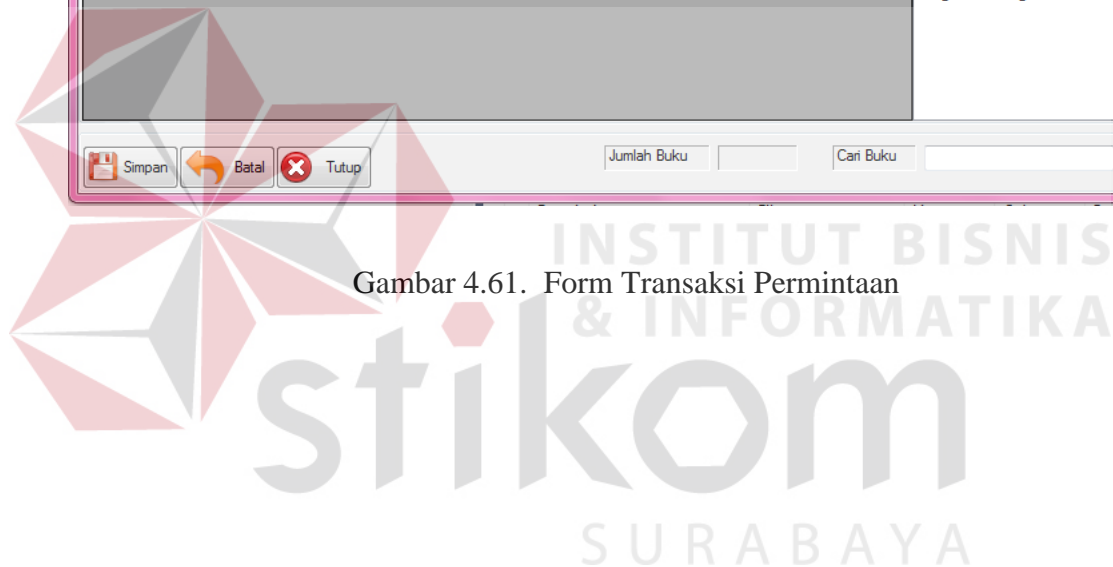 Simpan Batal Tutup Jumlah Buku Cari Buku
INSTITUT BISNIS
Gambar 4.61. Form Transaksi Permintaan
& INFORMATIKA
stikom
SURABAYA